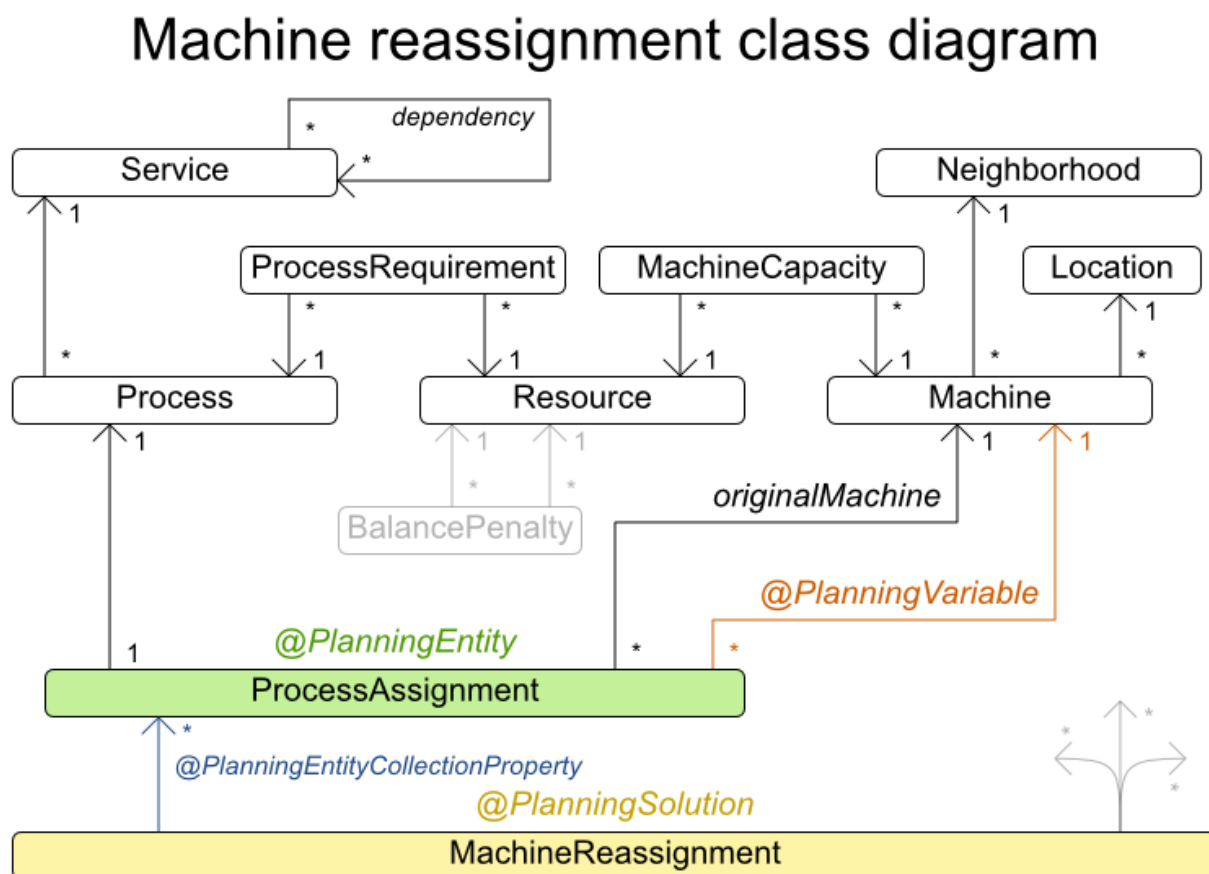 Machine reassignment class diagram
* dependency
*
Service
Neighborhood
1
1
ProcessRequirement
MachineCapacity
Location
* * * * 1
* 1 1 1 1 * *
Process
Resource
Machine
1 1 1 1 1
* *
originalMachine
BalancePenalty
@PlanningVariable
@PlanningEntity
1 * *
ProcessAssignment
* * *
@PlanningEntityCollectionProperty
*
@PlanningSolution
MachineReassignment